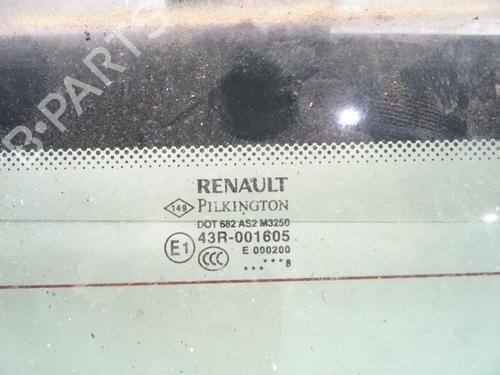 B-PARTS
RENAULT
149 PILKINGTON
DOT 682 AS2 M3250
E1 43R-001605
CCC E 000200
••• ••••8